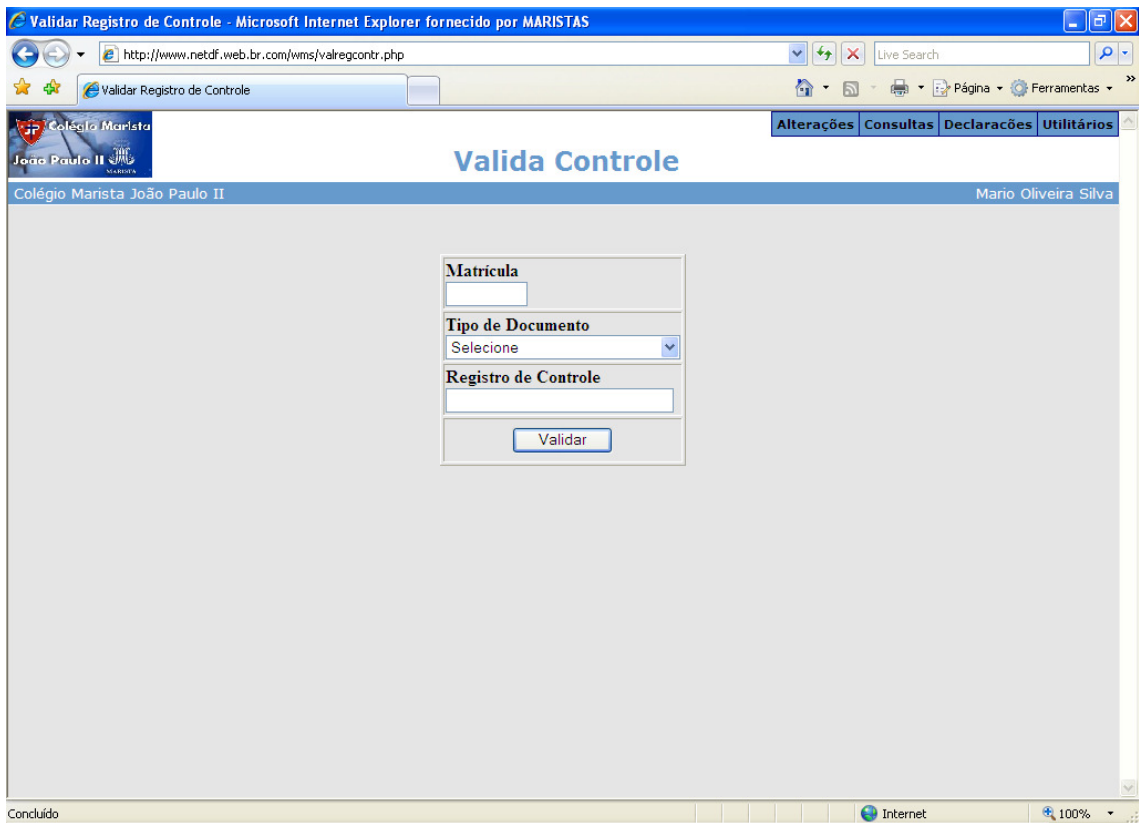 Validar Registro de Controle - Microsoft Internet Explorer fornecido por MARISTAS
http://www.netdf.web.br.com/wms/valregcontr.php
Live Search
Validar Registro de Controle
Página
Ferramentas
Colégio Marista
João Paulo II
MARISTA
Alterações Consultas Declaracões Utilitários
Valida Controle
Colégio Marista João Paulo II
Mario Oliveira Silva
Matrícula
Tipo de Documento
Selecione
Registro de Controle
Validar
Concluído
Internet
100%